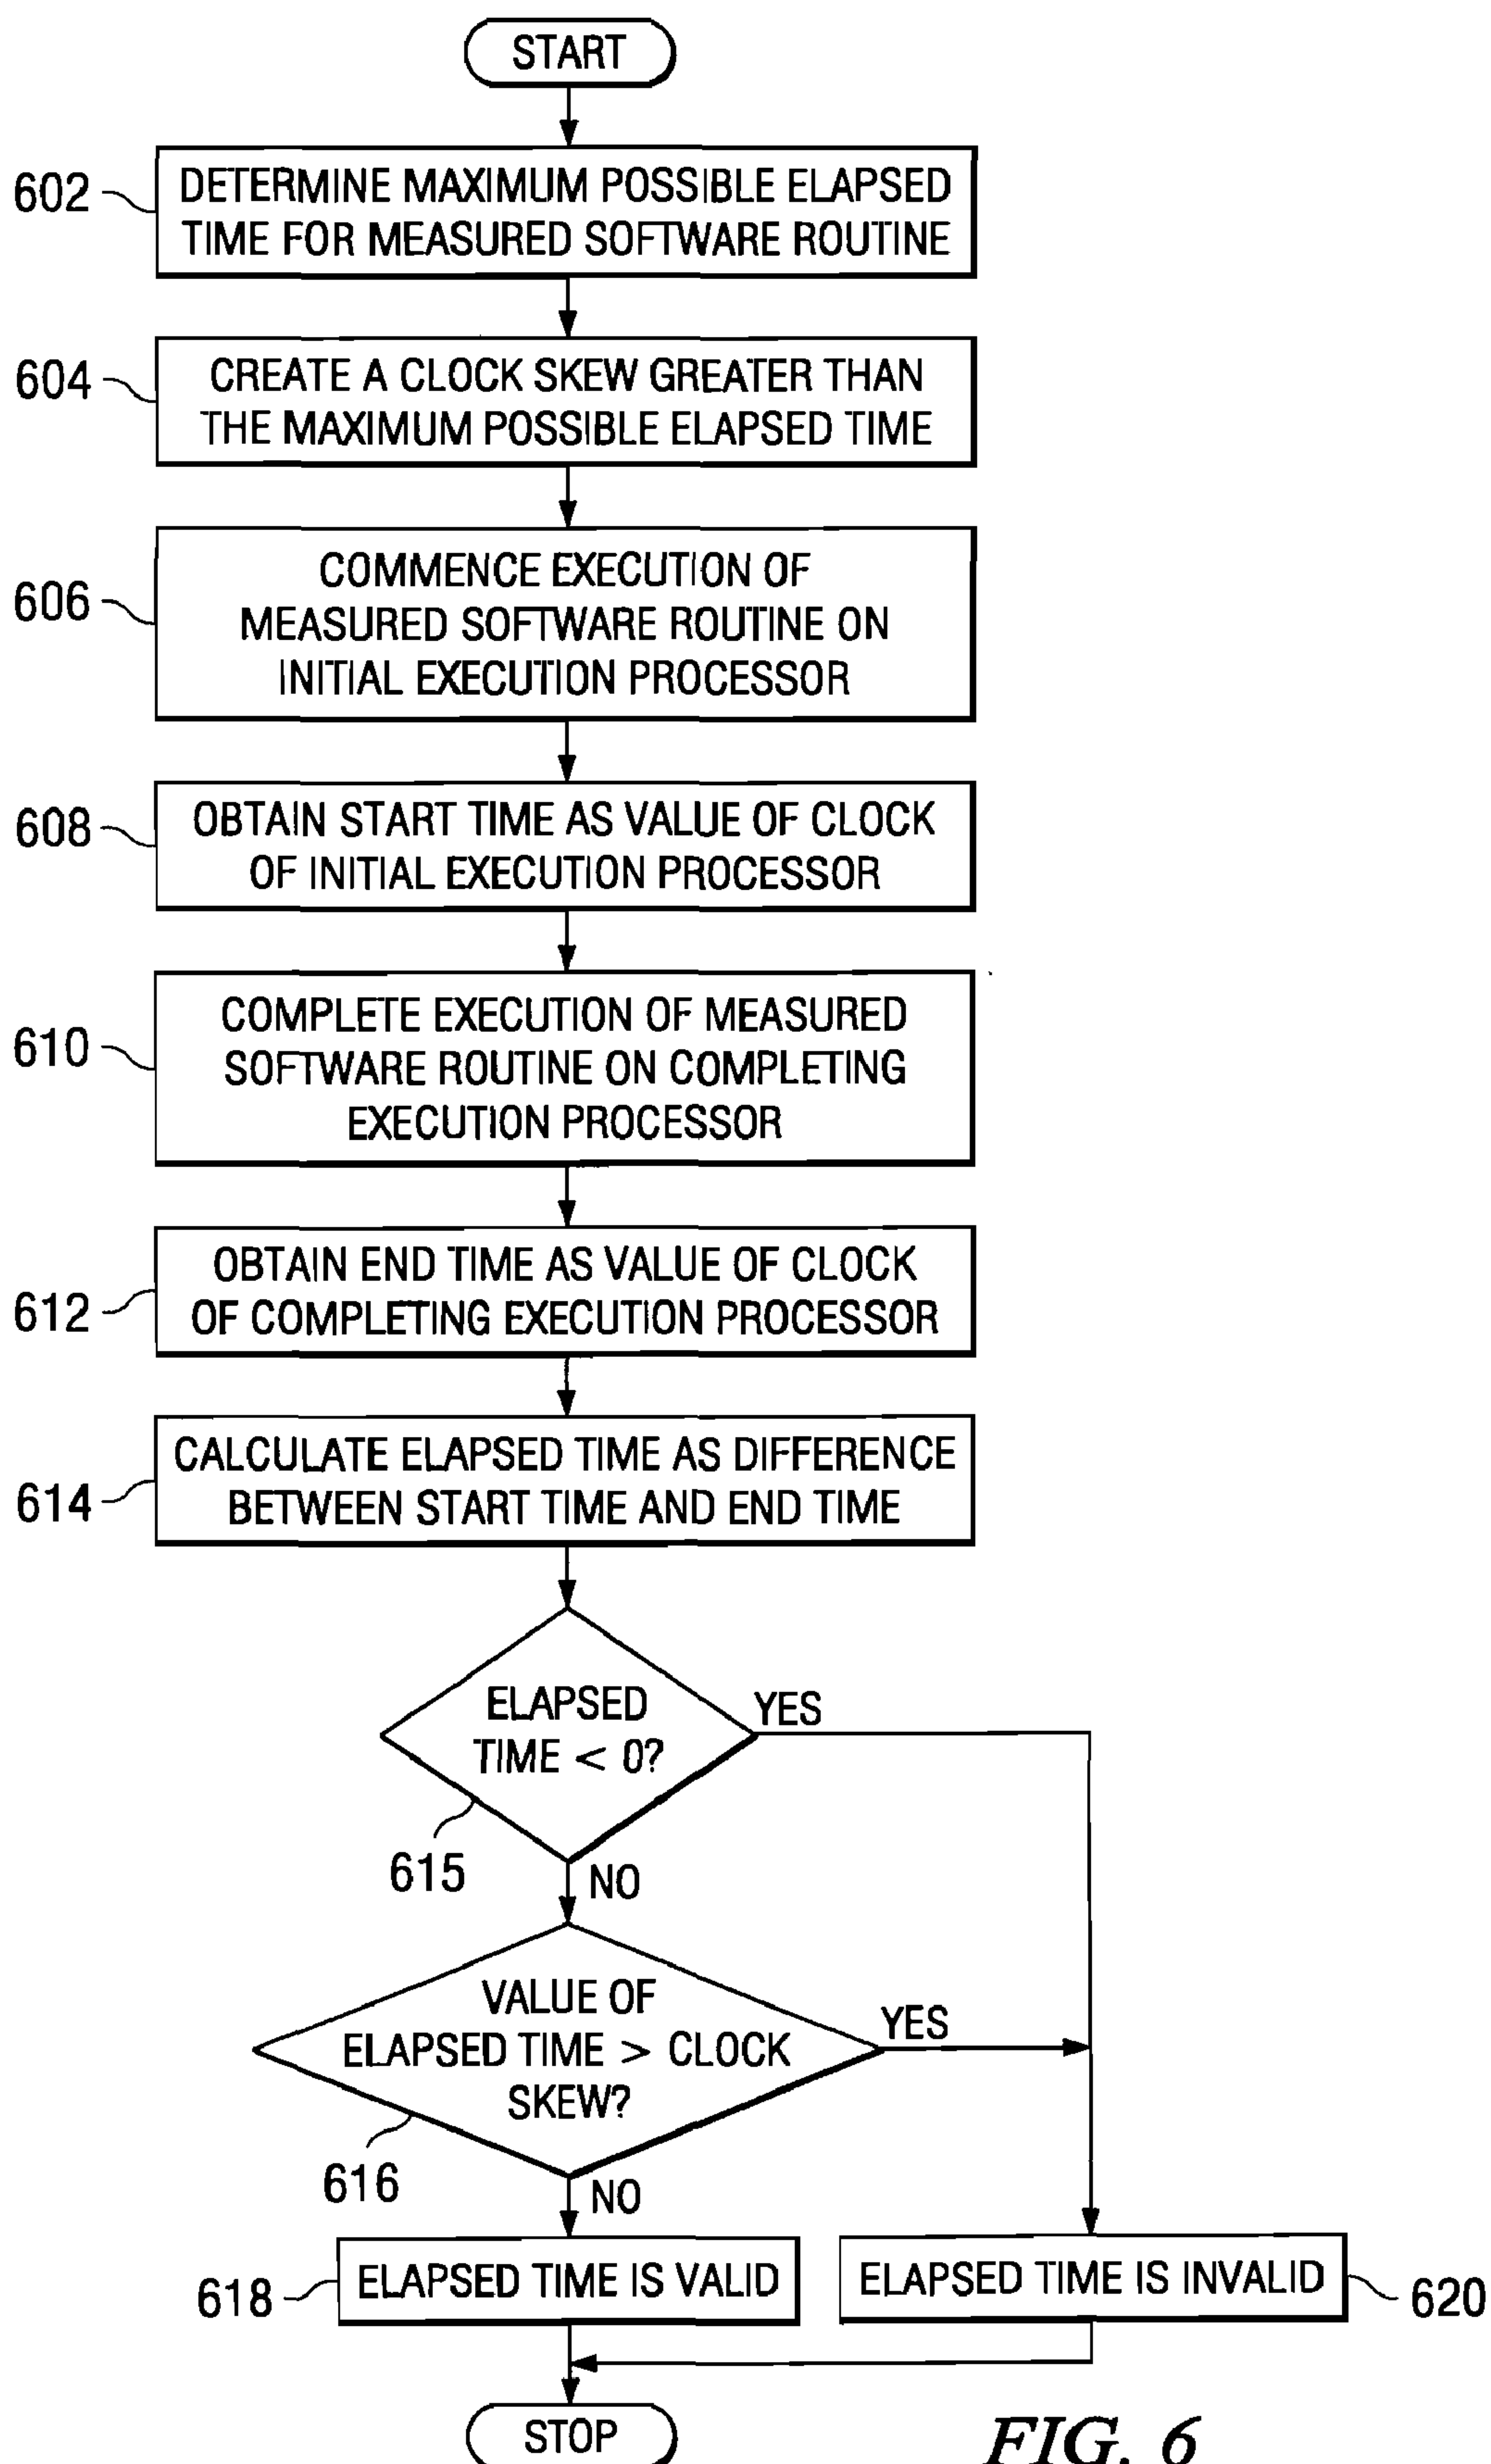 START
602
DETERMINE MAXIMUM POSSIBLE ELAPSED
TIME FOR MEASURED SOFTWARE ROUTINE
604
CREATE A CLOCK SKEW GREATER THAN
THE MAXIMUM POSSIBLE ELAPSED TIME
606
COMMENCE EXECUTION OF
MEASURED SOFTWARE ROUTINE ON
INITIAL EXECUTION PROCESSOR
608
OBTAIN START TIME AS VALUE OF CLOCK
OF INITIAL EXECUTION PROCESSOR
610
COMPLETE EXECUTION OF MEASURED
SOFTWARE ROUTINE ON COMPLETING
EXECUTION PROCESSOR
612
OBTAIN END TIME AS VALUE OF CLOCK
OF COMPLETING EXECUTION PROCESSOR
614
CALCULATE ELAPSED TIME AS DIFFERENCE
BETWEEN START TIME AND END TIME
ELAPSED
TIME < 0?
YES
615
NO
VALUE OF
ELAPSED TIME > CLOCK
SKEW?
YES
616
NO
618
ELAPSED TIME IS VALID
ELAPSED TIME IS INVALID
620
STOP
FIG. 6